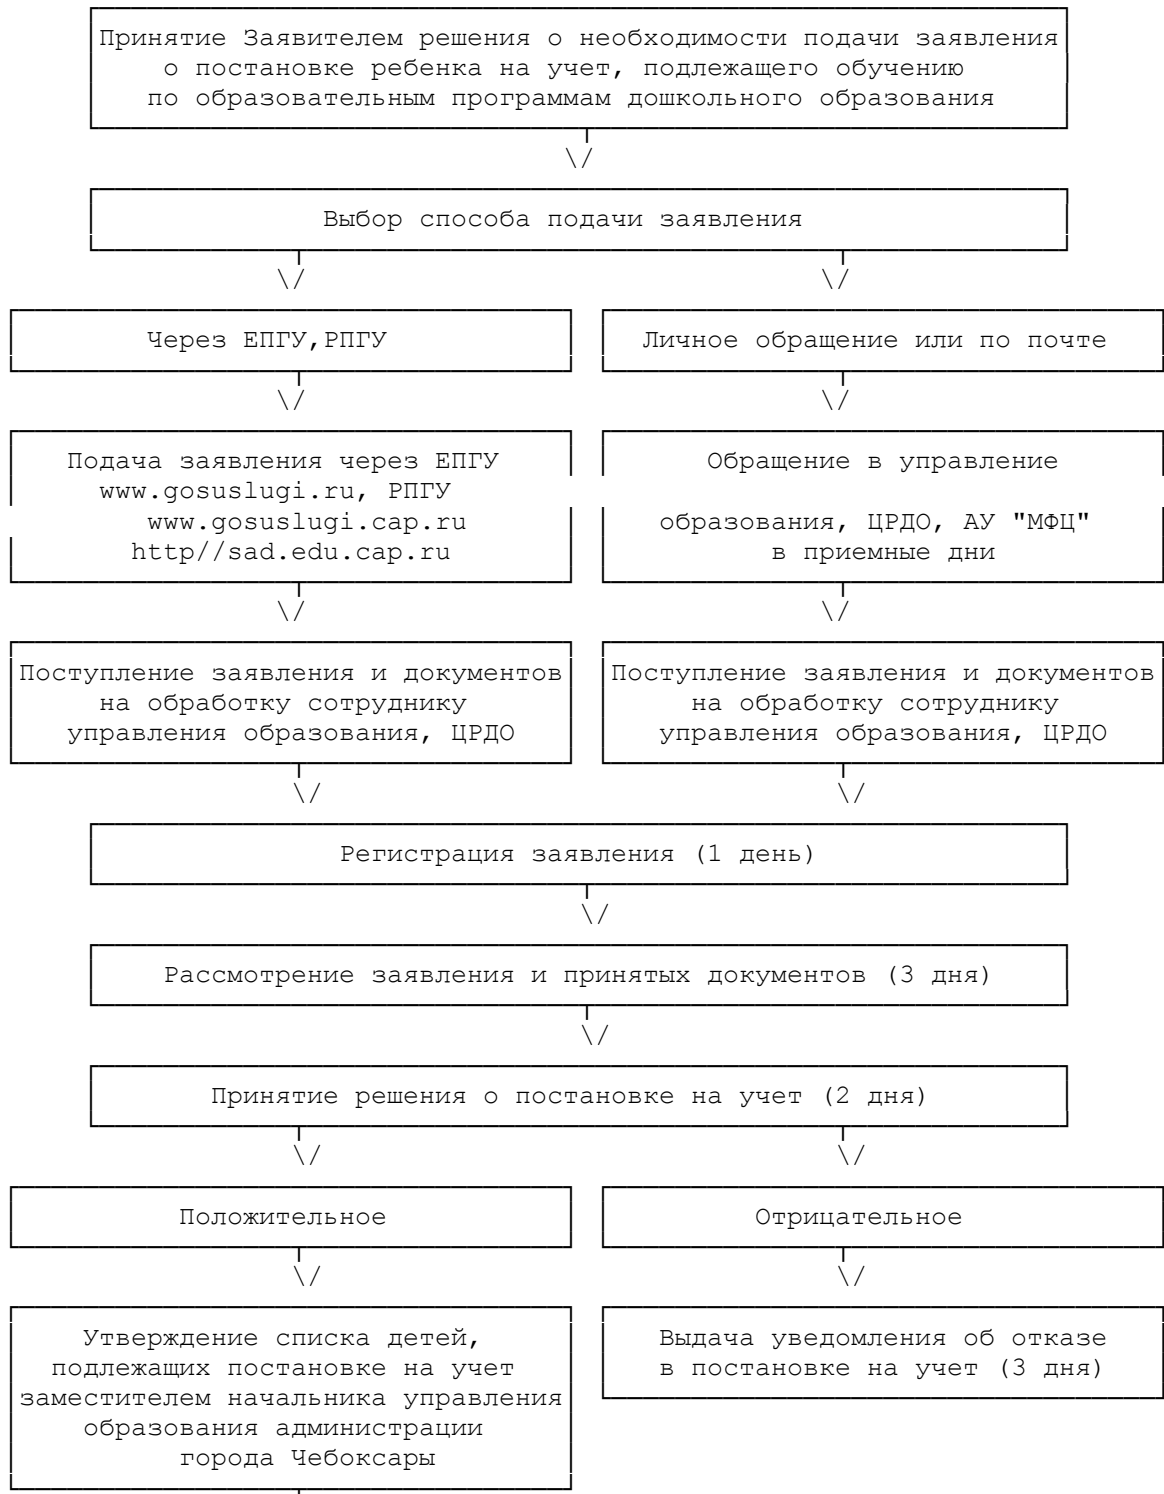 Принятие Заявителем решения о необходимости подачи заявления
о постановке ребенка на учет, подлежащего обучению
по образовательным программам дошкольного образования
Выбор способа подачи заявления
Через ЕПГУ,РПГУ
Личное обращение или по почте
Подача заявления через ЕПГУ
www.gosuslugi.ru, РПГУ
www.gosuslugi.cap.ru
http//sad.edu.cap.ru
Обращение в управление
образования, ЦРДО, АУ "МФЦ"
в приемные дни
Поступление заявления и документов
на обработку сотруднику
управления образования, ЦРДО
Поступление заявления и документов
на обработку сотруднику
управления образования, ЦРДО
Регистрация заявления (1 день)
Рассмотрение заявления и принятых документов (3 дня)
Принятие решения о постановке на учет (2 дня)
Положительное
Отрицательное
Утверждение списка детей,
подлежащих постановке на учет
заместителем начальника управления
образования администрации
города Чебоксары
Выдача уведомления об отказе
в постановке на учет (3 дня)